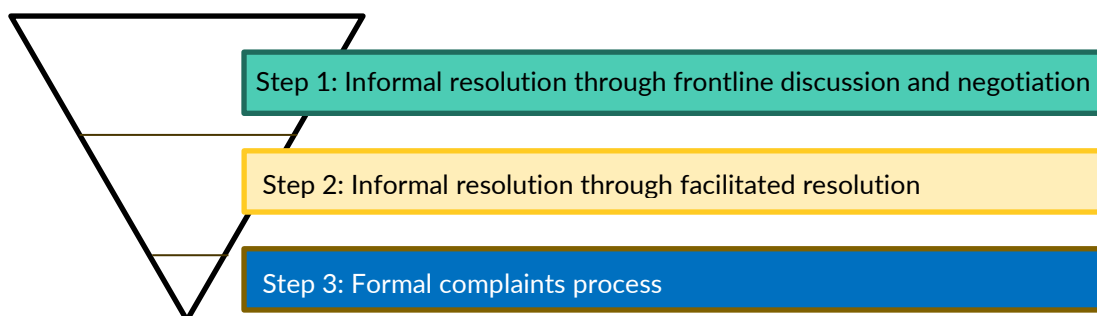 Step 1: Informal resolution through frontline discussion and negotiation
Step 2: Informal resolution through facilitated resolution
Step 3: Formal complaints process